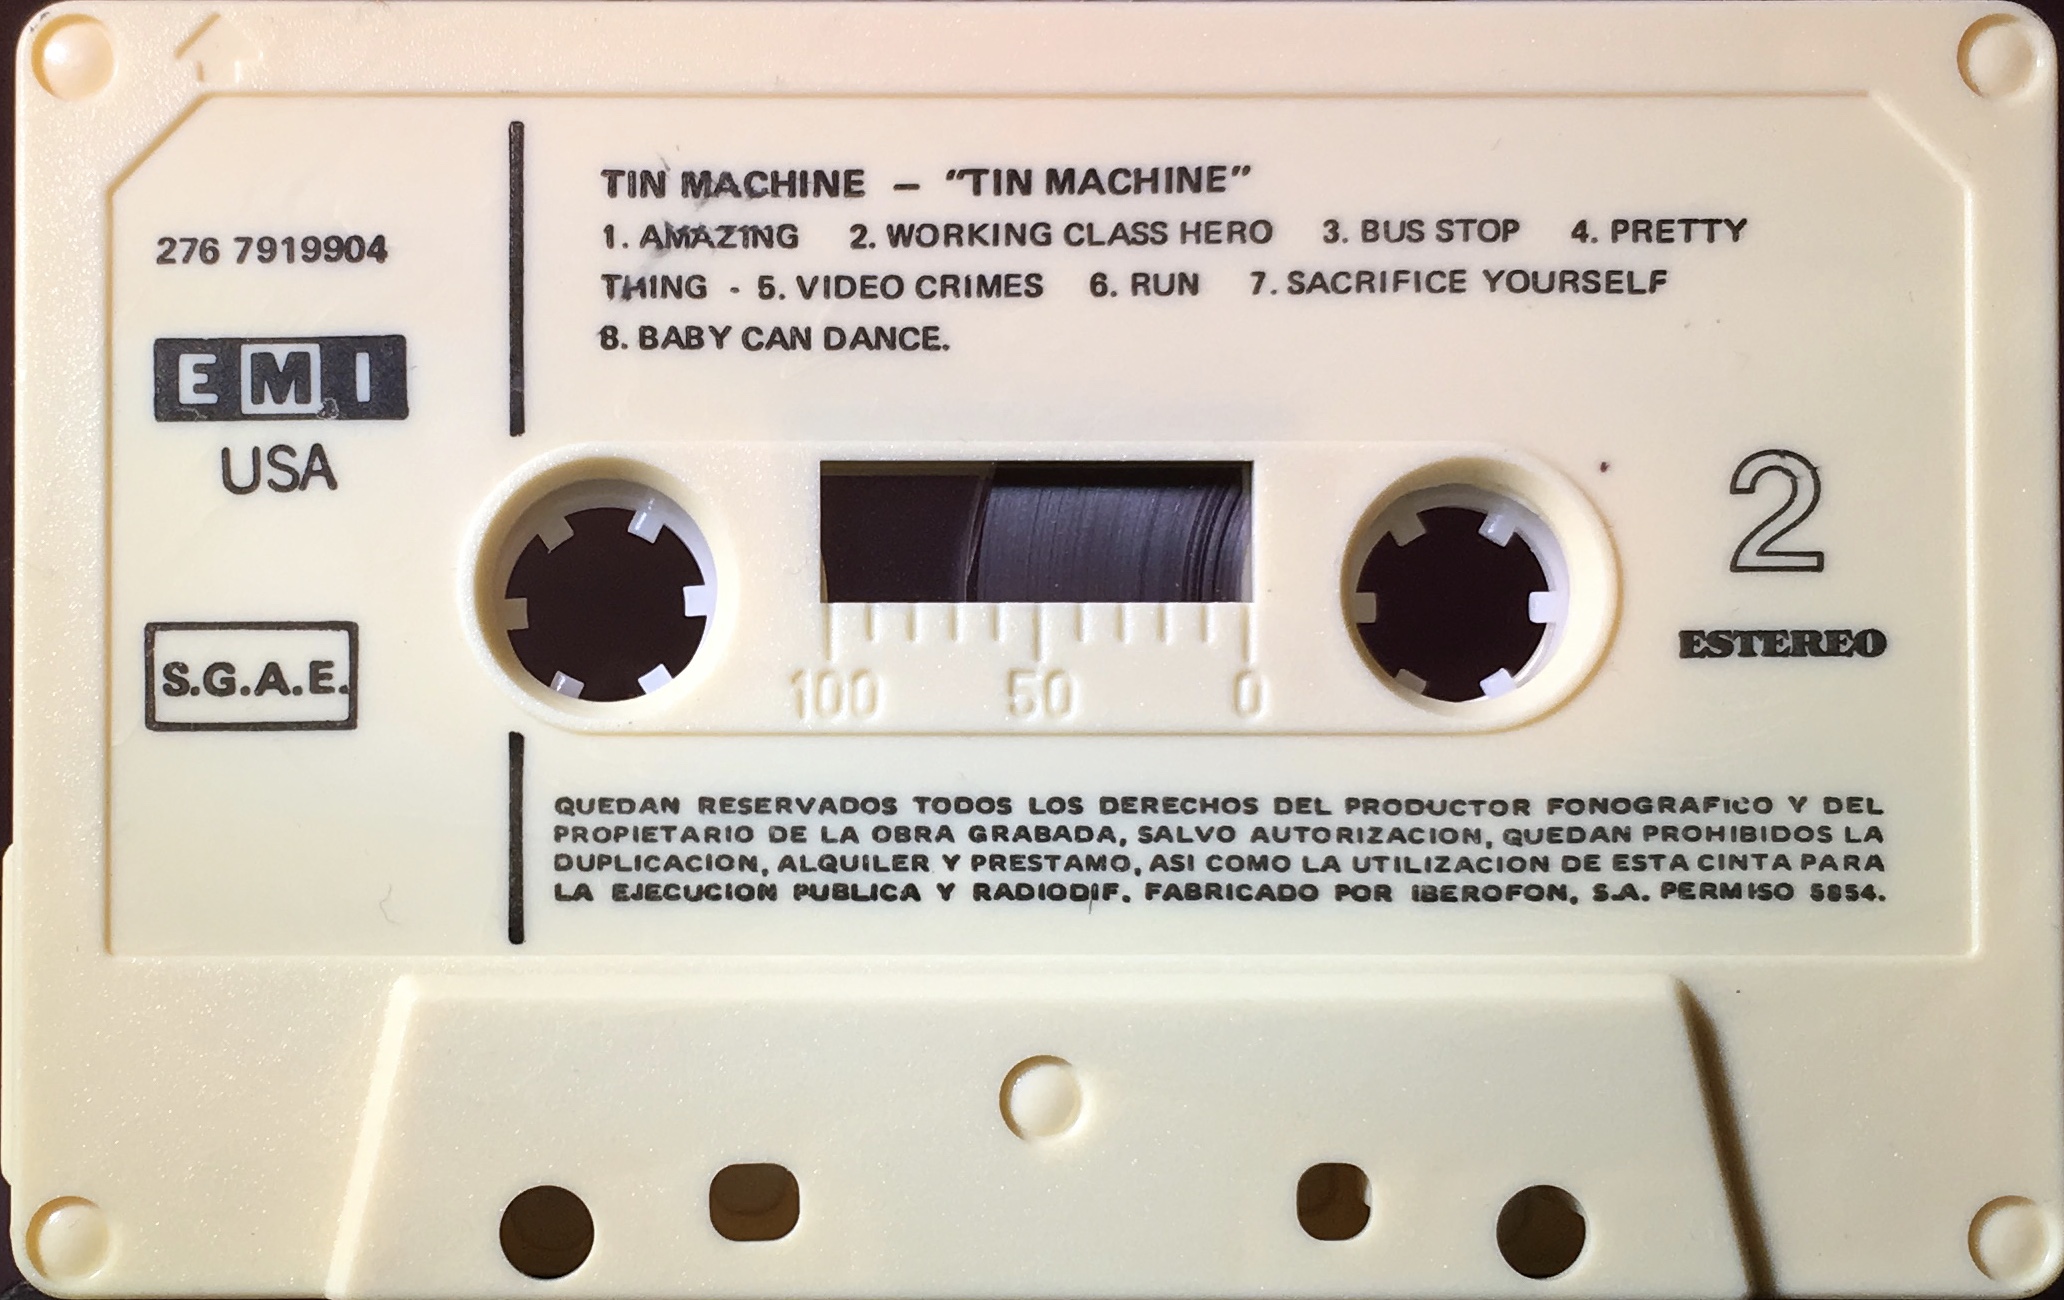 TIN MACHINE – "TIN MACHINE"
1. AMAZING 2. WORKING CLASS HERO 3. BUS STOP 4. PRETTY
THING - 5. VIDEO CRIMES 6. RUN 7. SACRIFICE YOURSELF
8. BABY CAN DANCE.
276 7919904
EMI
USA
S.G.A.E.
2
ESTEREO
100 50 0
QUEDAN RESERVADOS TODOS LOS DERECHOS DEL PRODUCTOR FONOGRAFICO Y DEL
PROPIETARIO DE LA OBRA GRABADA, SALVO AUTORIZACION, QUEDAN PROHIBIDOS LA
DUPLICACION, ALQUILER Y PRESTAMO, ASI COMO LA UTILIZACION DE ESTA CINTA PARA
LA EJECUCION PUBLICA Y RADIODIF. FABRICADO POR IBEROFON, S.A. PERMISO 5854.